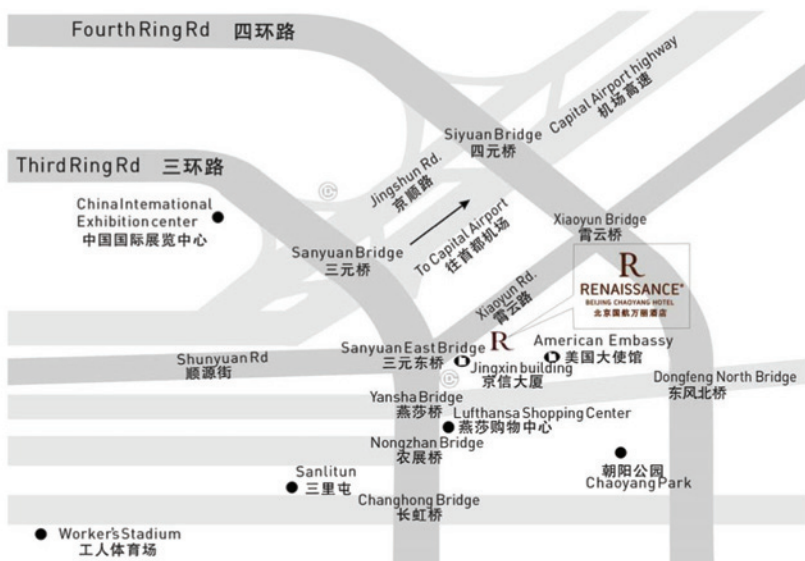 Fourth Ring Rd 四环路
Capital Airport highway
机场高速
Siyuan Bridge
四元桥
Third Ring Rd 三环路
Jingshun Rd.
京顺路
China International
Exhibition center
中国国际展览中心
To Capital Airport
往首都机场
Xiaoyun Bridge
霄云桥
Sanyuan Bridge
三元桥
R
RENAISSANCE®
BEIJING CHAOYANG HOTEL
北京国航万丽酒店
Xiaoyun Rd.
霄云路
R
Sanyuan East Bridge
三元东桥
American Embassy
美国大使馆
Shunyuan Rd
顺源街
Jingxin building
京信大厦
Dongfeng North Bridge
东风北桥
Yansha Bridge
燕莎桥
Lufthansa Shopping Center
燕莎购物中心
Nongzhan Bridge
农展桥
朝阳公园
Chaoyang Park
Sanlitun
三里屯
Changhong Bridge
长虹桥
Worker's Stadium
工人体育场